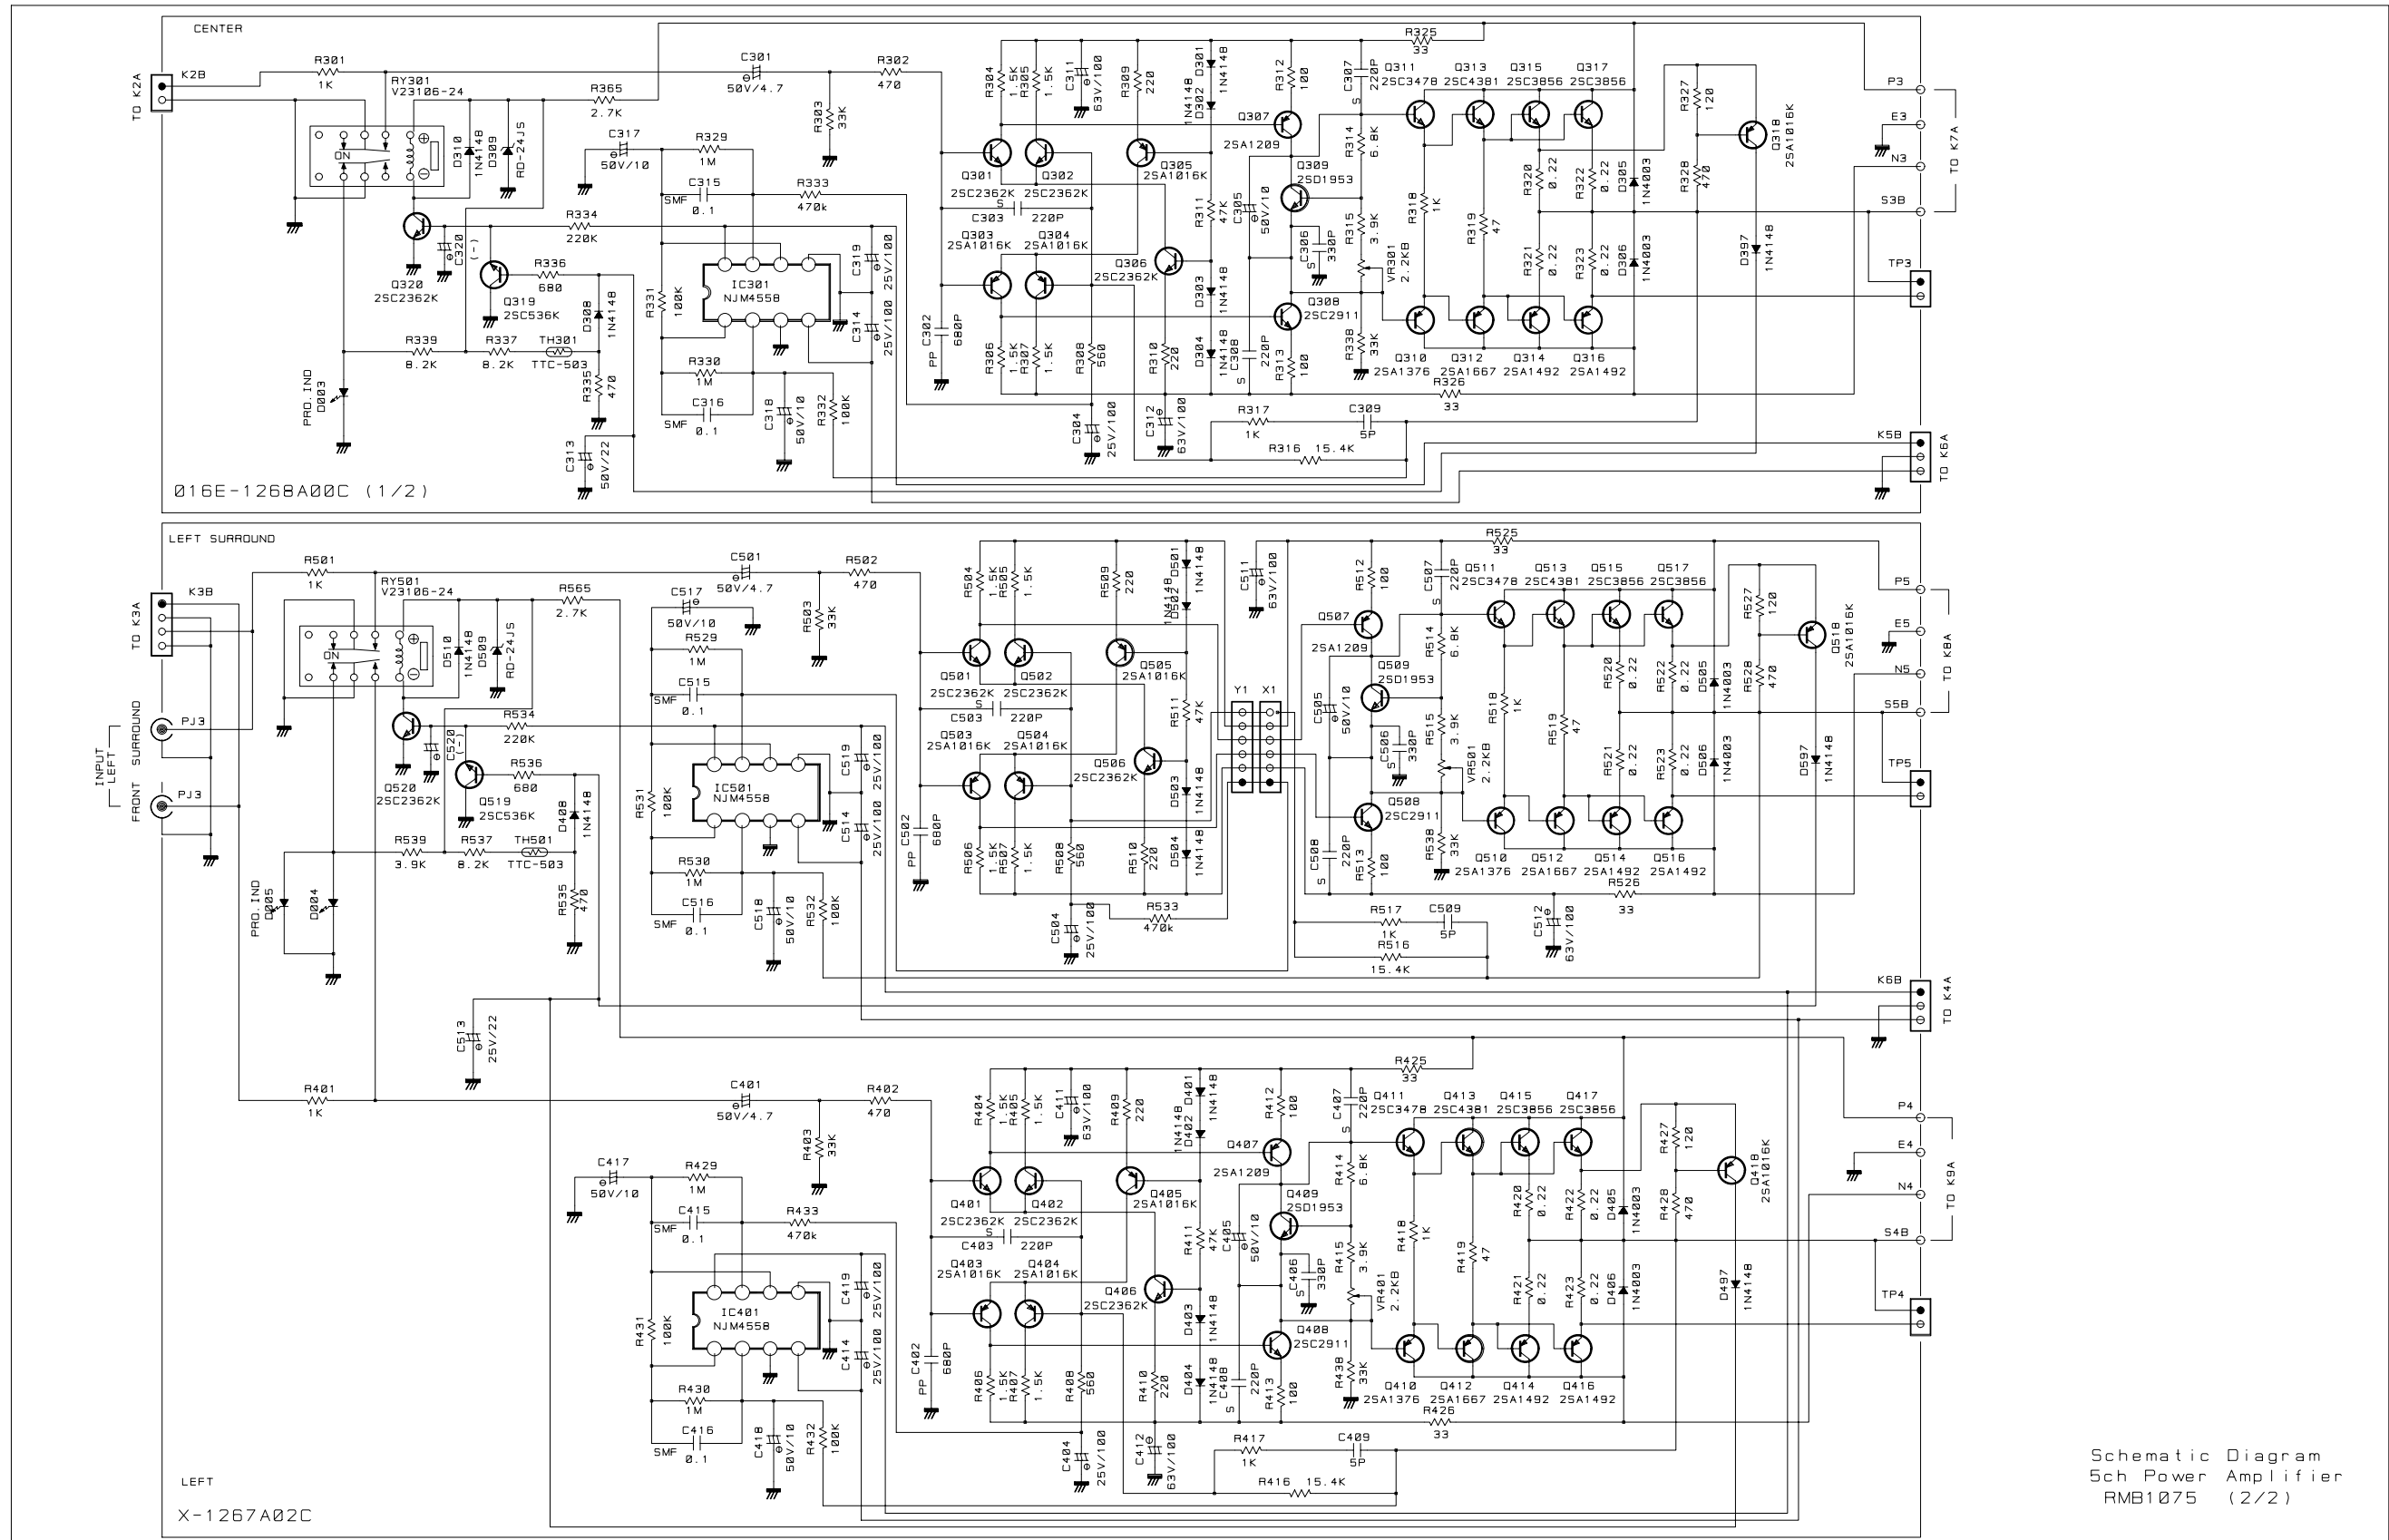 CENTER
TO K2A
K2B
R301
1K
RY301
V23106-24
ON
D310
1N4148
D309
RD-24JS
R365
2.7K
C301
50V/4.7
R302
470
R303
33K
C317
50V/10
R329
1M
C315
SMF
0.1
R333
470k
R334
220K
Q320
2SC2362K
C320
(-)
Q319
2SC536K
R336
680
D308
1N4148
R339
8.2K
R337
8.2K
TH301
TTC-503
R335
470
PRO.IND
D003
C313
50V/22
R331
100K
IC301
NJM4558
C319
25V/100
C314
25V/100
R330
1M
C316
SMF
0.1
C318
50V/10
R332
100K
C302
680P
PP
R304
1.5K
R305
1.5K
C311
63V/100
R309
220
D301
1N4148
D302
1N4148
R312
100
Q307
2SA1209
Q301
2SC2362K
Q302
2SC2362K
Q305
2SA1016K
S
C303
220P
Q303
2SA1016K
Q304
2SA1016K
R311
47K
C305
50V/10
Q306
2SC2362K
D303
1N4148
D304
1N4148
R306
1.5K
R307
1.5K
R308
560
R310
220
C308
220P
S
R313
100
C304
25V/100
C312
63V/100
Q309
2SD1953
C306
330P
S
Q308
2SC2911
C307
220P
S
R314
6.8K
R315
3.9K
VR301
2.2KB
R338
33K
R325
33
Q311
2SC3478
Q313
2SC4381
Q315
2SC3856
Q317
2SC3856
R318
1K
R319
47
R320
0.22
R322
0.22
D305
1N4003
R321
0.22
R323
0.22
D306
1N4003
Q310
2SA1376
Q312
2SA1667
Q314
2SA1492
Q316
2SA1492
R326
33
R317
1K
C309
5P
R316 15.4K
R327
120
R328
470
Q318
2SA1016K
D397
1N4148
P3
E3
N3
S3B
TO K7A
TP3
K5B
TO K6A
016E-1268A00C (1/2)
LEFT SURROUND
TO K3A
K3B
R501
1K
RY501
V23106-24
ON
D510
1N4148
D509
RD-24JS
R565
2.7K
C501
50V/4.7
R502
470
R503
33K
C517
50V/10
R529
1M
C515
SMF
0.1
R534
220K
INPUT
LEFT
FRONT SURROUND
PJ3
PJ3
Q520
2SC2362K
C520
(-)
Q519
2SC536K
R536
680
D408
1N4148
R539
3.9K
R537
8.2K
TH501
TTC-503
R535
470
PRO.IND
D005
D004
C513
25V/22
R531
100K
IC501
NJM4558
C519
25V/100
C514
25V/100
R530
1M
C516
SMF
0.1
C518
50V/10
R532
100K
C502
680P
PP
R504
1.5K
R505
1.5K
R509
220
D501
1N4148
D502
1N4148
Q501
2SC2362K
Q502
2SC2362K
Q505
2SA1016K
S
C503
220P
Q503
2SA1016K
Q504
2SA1016K
R511
47K
Q506
2SC2362K
D503
1N4148
D504
1N4148
R506
1.5K
R507
1.5K
R508
560
R510
220
C504
25V/100
R533
470k
Y1
X1
C511
63V/100
R512
100
C507
220P
S
Q507
2SA1209
Q509
2SD1953
C505
50V/10
C506
330P
S
Q508
2SC2911
C508
220P
S
R513
100
R514
6.8K
R515
3.9K
VR501
2.2KB
R538
33K
R525
33
Q511
2SC3478
Q513
2SC4381
Q515
2SC3856
Q517
2SC3856
R518
1K
R519
47
R520
0.22
R522
0.22
D505
1N4003
R521
0.22
R523
0.22
D506
1N4003
Q510
2SA1376
Q512
2SA1667
Q514
2SA1492
Q516
2SA1492
R526
33
R517
1K
C509
5P
R516
15.4K
C512
63V/100
R527
120
R528
470
Q518
2SA1016K
D597
1N4148
P5
E5
N5
S5B
TO K8A
TP5
K6B
TO K4A
R401
1K
C401
50V/4.7
R402
470
R403
33K
C417
50V/10
R429
1M
C415
SMF
0.1
R433
470k
R431
100K
IC401
NJM4558
C419
25V/100
C414
25V/100
R430
1M
C416
SMF
0.1
C418
50V/10
R432
100K
C402
680P
PP
R404
1.5K
R405
1.5K
C411
63V/100
R409
220
D401
1N4148
D402
1N4148
R412
100
Q407
2SA1209
Q401
2SC2362K
Q402
2SC2362K
Q405
2SA1016K
S
C403
220P
Q403
2SA1016K
Q404
2SA1016K
R411
47K
C405
50V/10
Q406
2SC2362K
D403
1N4148
D404
1N4148
R406
1.5K
R407
1.5K
R408
560
R410
220
C408
220P
S
R413
100
C404
25V/100
C412
63V/100
Q409
2SD1953
C406
330P
S
Q408
2SC2911
C407
220P
S
R414
6.8K
R415
3.9K
VR401
2.2KB
R438
33K
R425
33
Q411
2SC3478
Q413
2SC4381
Q415
2SC3856
Q417
2SC3856
R418
1K
R419
47
R420
0.22
R422
0.22
D405
1N4003
R421
0.22
R423
0.22
D406
1N4003
Q410
2SA1376
Q412
2SA1667
Q414
2SA1492
Q416
2SA1492
R426
33
R417
1K
C409
5P
R416 15.4K
R427
120
R428
470
Q418
2SA1016K
D497
1N4148
P4
E4
N4
S4B
TO K9A
TP4
LEFT
X-1267A02C
Schematic Diagram
5ch Power Amplifier
RMB1075 (2/2)